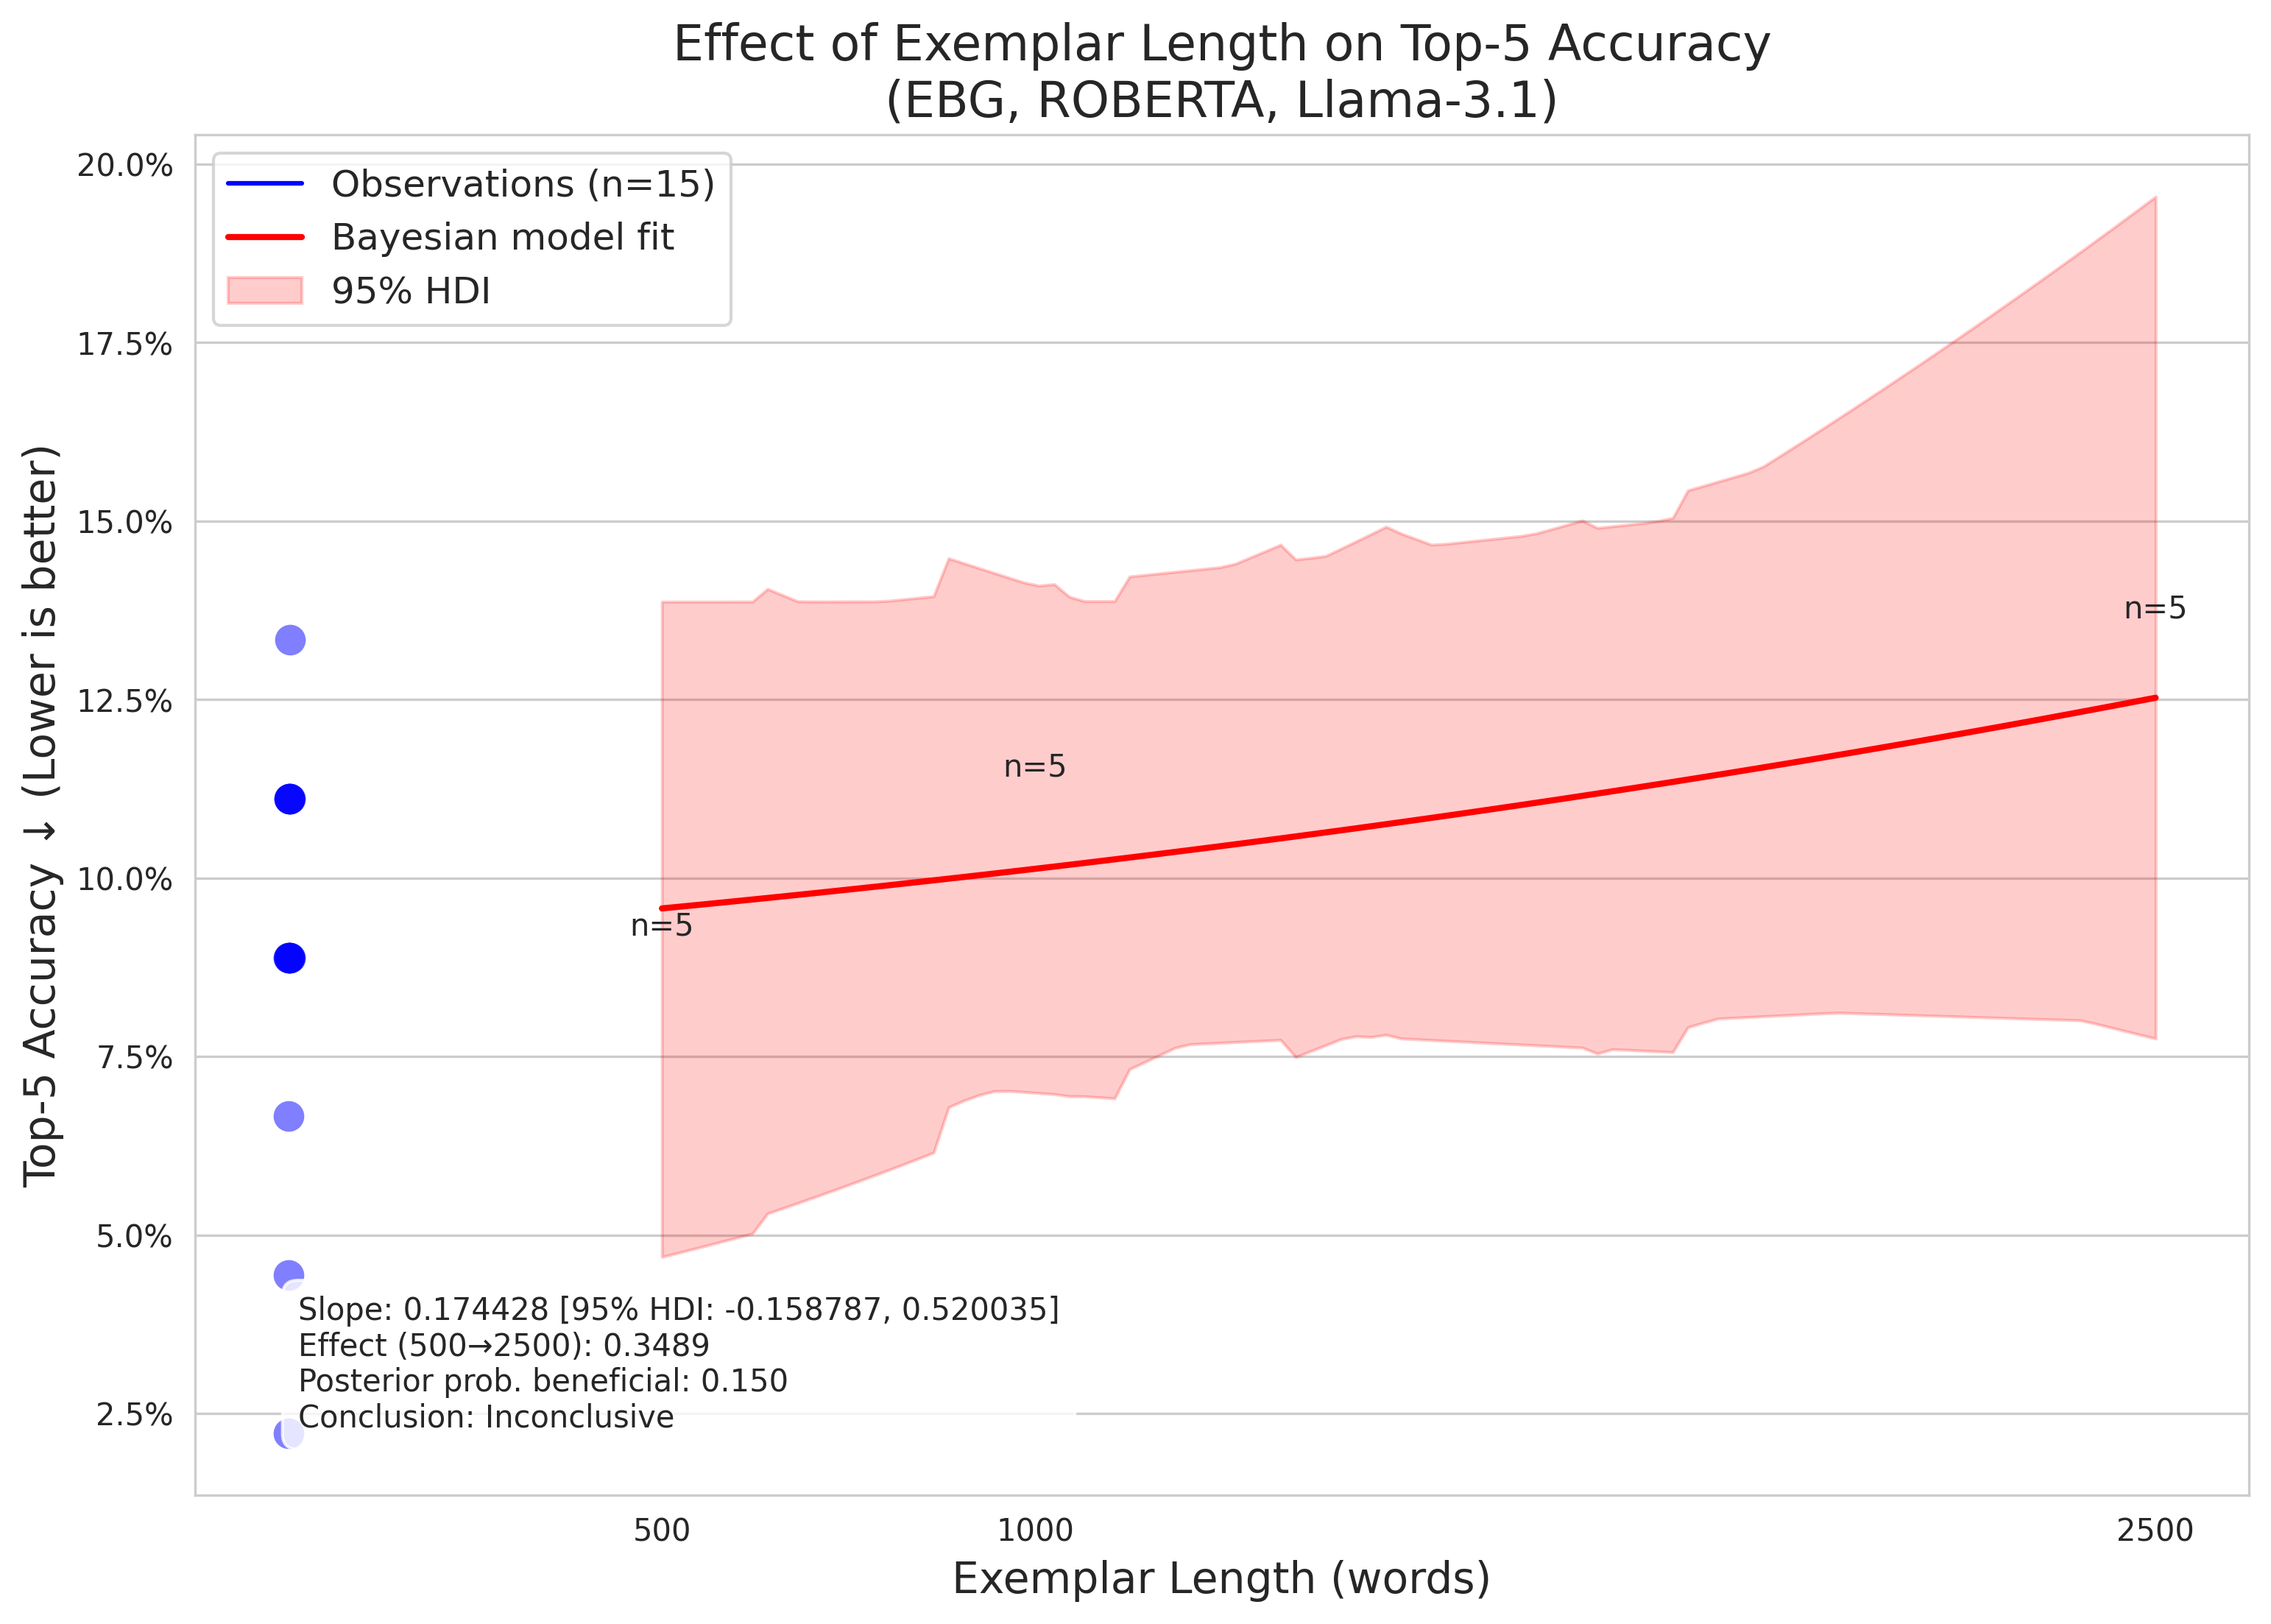 Effect of Exemplar Length on Top-5 Accuracy
(EBG, ROBERTA, Llama-3.1)
Top-5 Accuracy ↓ (Lower is better)
20.0%
17.5%
15.0%
12.5%
10.0%
7.5%
5.0%
2.5%
Observations (n=15)
Bayesian model fit
95% HDI
n=5
n=5
n=5
Slope: 0.174428 [95% HDI: -0.158787, 0.520035]
Effect (500→2500): 0.3489
Posterior prob. beneficial: 0.150
Conclusion: Inconclusive
500
1000
2500
Exemplar Length (words)